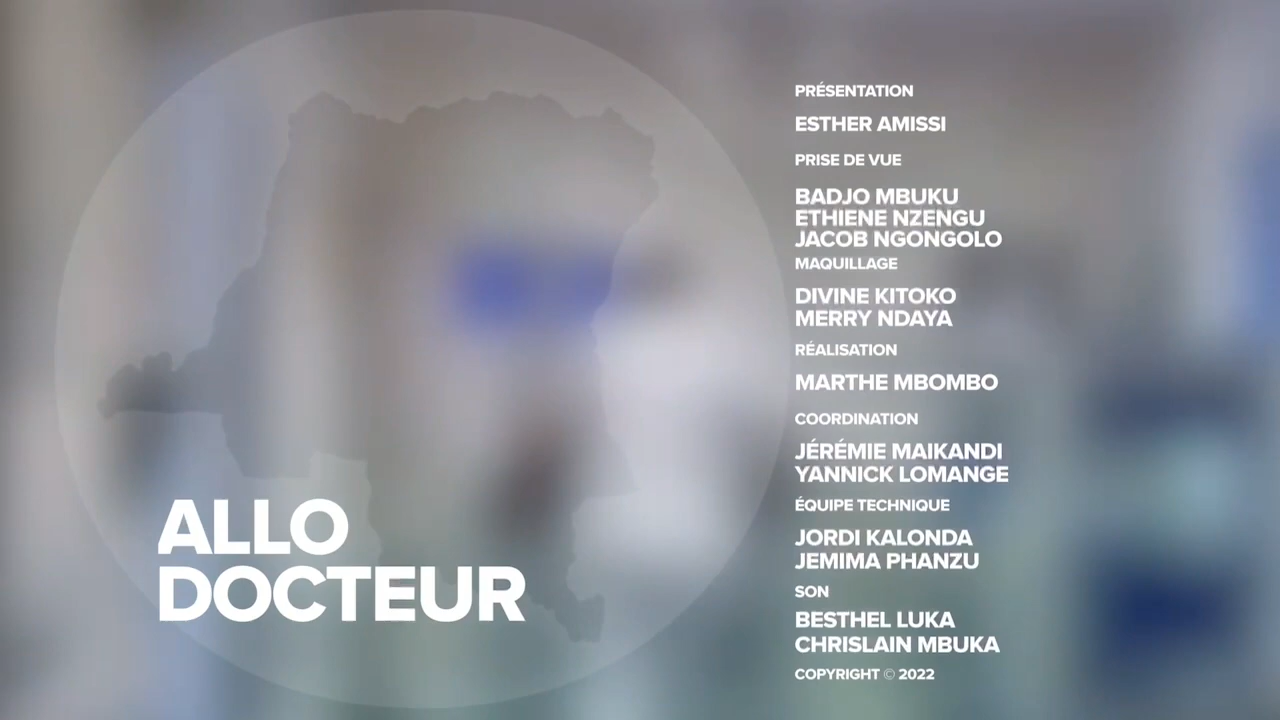 ALLO
DOCTEUR
PRÉSENTATION
ESTHER AMISSI
PRISE DE VUE
BADJO MBUKU
ETHIENE NZENGU
JACOB NGONGOLO
MAQUILLAGE
DIVINE KITOKO
MERRY NDAYA
RÉALISATION
MARTHE MBOMBO
COORDINATION
JÉRÉMIE MAIKANDI
YANNICK LOMANGE
ÉQUIPE TECHNIQUE
JORDI KALONDA
JEMIMA PHANZU
SON
BESTHEL LUKA
CHRISLAIN MBUKA
COPYRIGHT © 2022